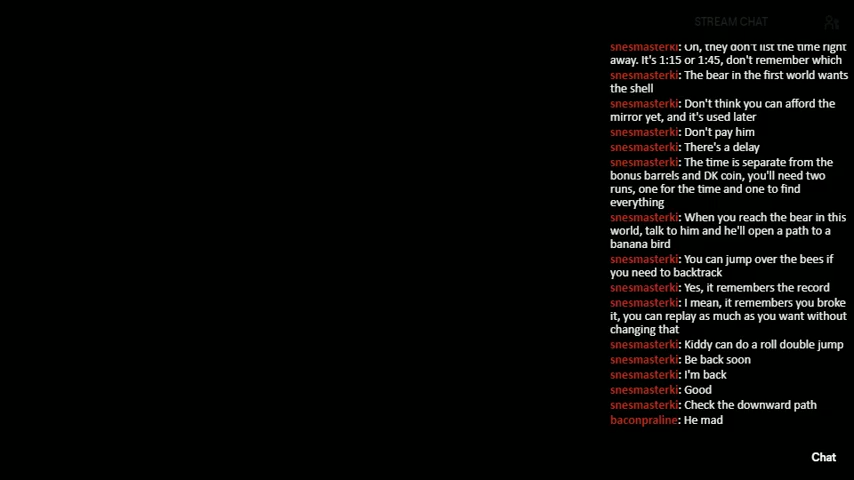 STREAM CHAT
snesmasterki: Oh, they don't list the time right
away. It's 1:15 or 1:45, don't remember which
snesmasterki: The bear in the first world wants
the shell
snesmasterki: Don't think you can afford the
mirror yet, and it's used later
snesmasterki: Don't pay him
snesmasterki: There's a delay
snesmasterki: The time is separate from the
bonus barrels and DK coin, you'll need two
runs, one for the time and one to find
everything
snesmasterki: When you reach the bear in this
world, talk to him and he'll open a path to a
banana bird
snesmasterki: You can jump over the bees if
you need to backtrack
snesmasterki: Yes, it remembers the record
snesmasterki: I mean, it remembers you broke
it, you can replay as much as you want without
changing that
snesmasterki: Kiddy can do a roll double jump
snesmasterki: Be back soon
snesmasterki: I'm back
snesmasterki: Good
snesmasterki: Check the downward path
baconpraline: He mad
Chat